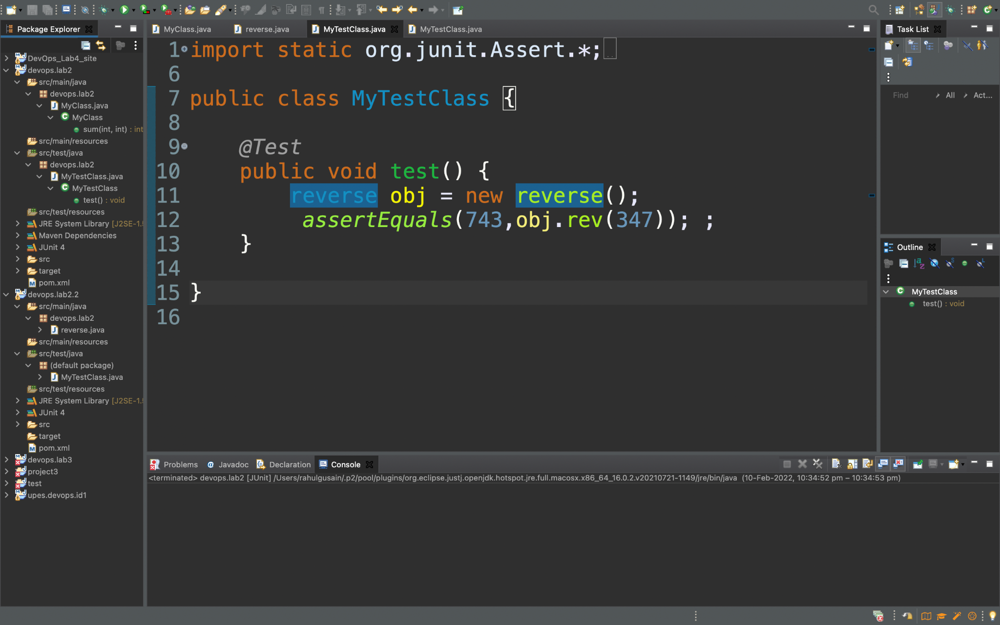 Package Explorer
DevOps_Lab4_site
devops.lab2
src/main/java
devops.lab2
MyClass.java
MyClass
sum(int, int) : int
src/main/resources
src/test/java
devops.lab2
MyTestClass.java
MyTestClass
test() : void
src/test/resources
JRE System Library [J2SE-1.5
Maven Dependencies
JUnit 4
src
target
pom.xml
devops.lab2.2
src/main/java
devops.lab2
reverse.java
src/main/resources
src/test/java
(default package)
MyTestClass.java
src/test/resources
JRE System Library [J2SE-1.5
JUnit 4
src
target
pom.xml
devops.lab3
project3
test
upes.devops.id1
MyClass.java reverse.java MyTestClass.java MyTestClass.java
1 import static org.junit.Assert.*;
6
7 public class MyTestClass {
8
9 @Test
10 public void test() {
11 reverse obj = new reverse();
12 assertEquals(743,obj.rev(347)); ;
13 }
14
15 }
16
Problems Javadoc Declaration Console
<terminated> devops.lab2 [JUnit] /Users/rahulgusain/.p2/pool/plugins/org.eclipse.justj.openjdk.hotspot.jre.full.macosx.x86_64_16.0.2.v20210721-1149/jre/bin/java (10-Feb-2022, 10:34:52 pm – 10:34:53 pm)
Task List
Find All Act...
Outline
MyTestClass
test() : void